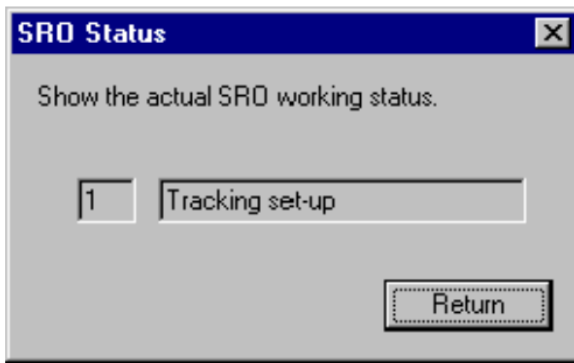 SRO Status
Show the actual SRO working status.
1 Tracking set-up
Return